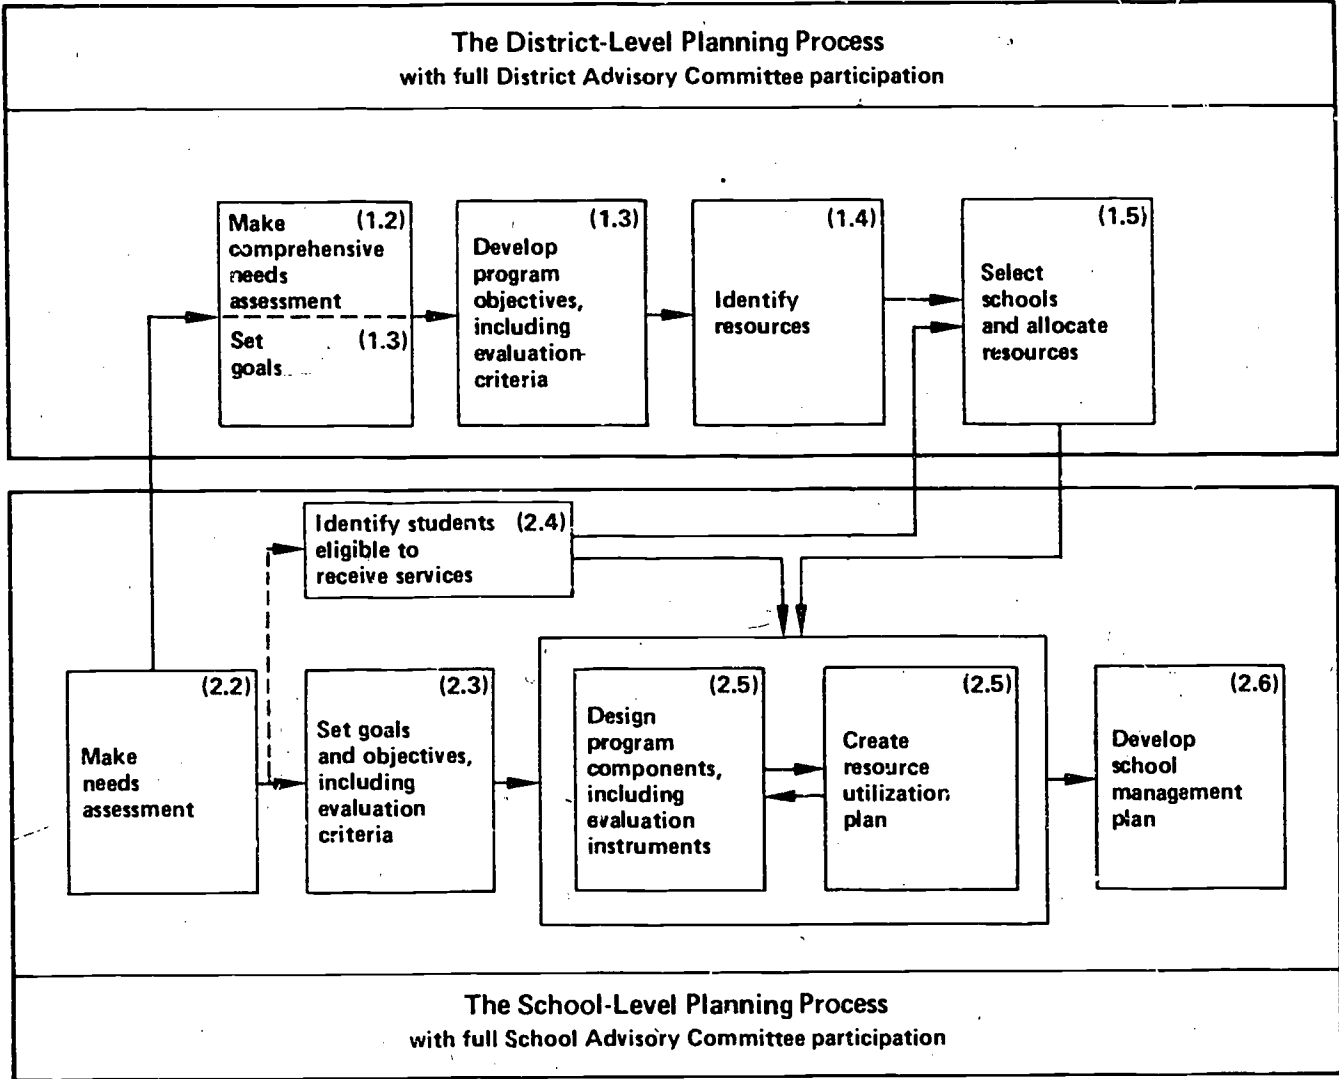 The District-Level Planning Process
with full District Advisory Committee participation
Make (1.2)
comprehensive
needs
assessment
Set (1.3)
goals
(1.3)
Develop
program
objectives,
including
evaluation
criteria
(1.4)
Identify
resources
(1.5)
Select
schools
and allocate
resources
Identify students (2.4)
eligible to
receive services
(2.2)
Make
needs
assessment
(2.3)
Set goals
and objectives,
including
evaluation
criteria
(2.5)
Design
program
components,
including
evaluation
instruments
(2.5)
Create
resource
utilization
plan
(2.6)
Develop
school
management
plan
The School-Level Planning Process
with full School Advisory Committee participation